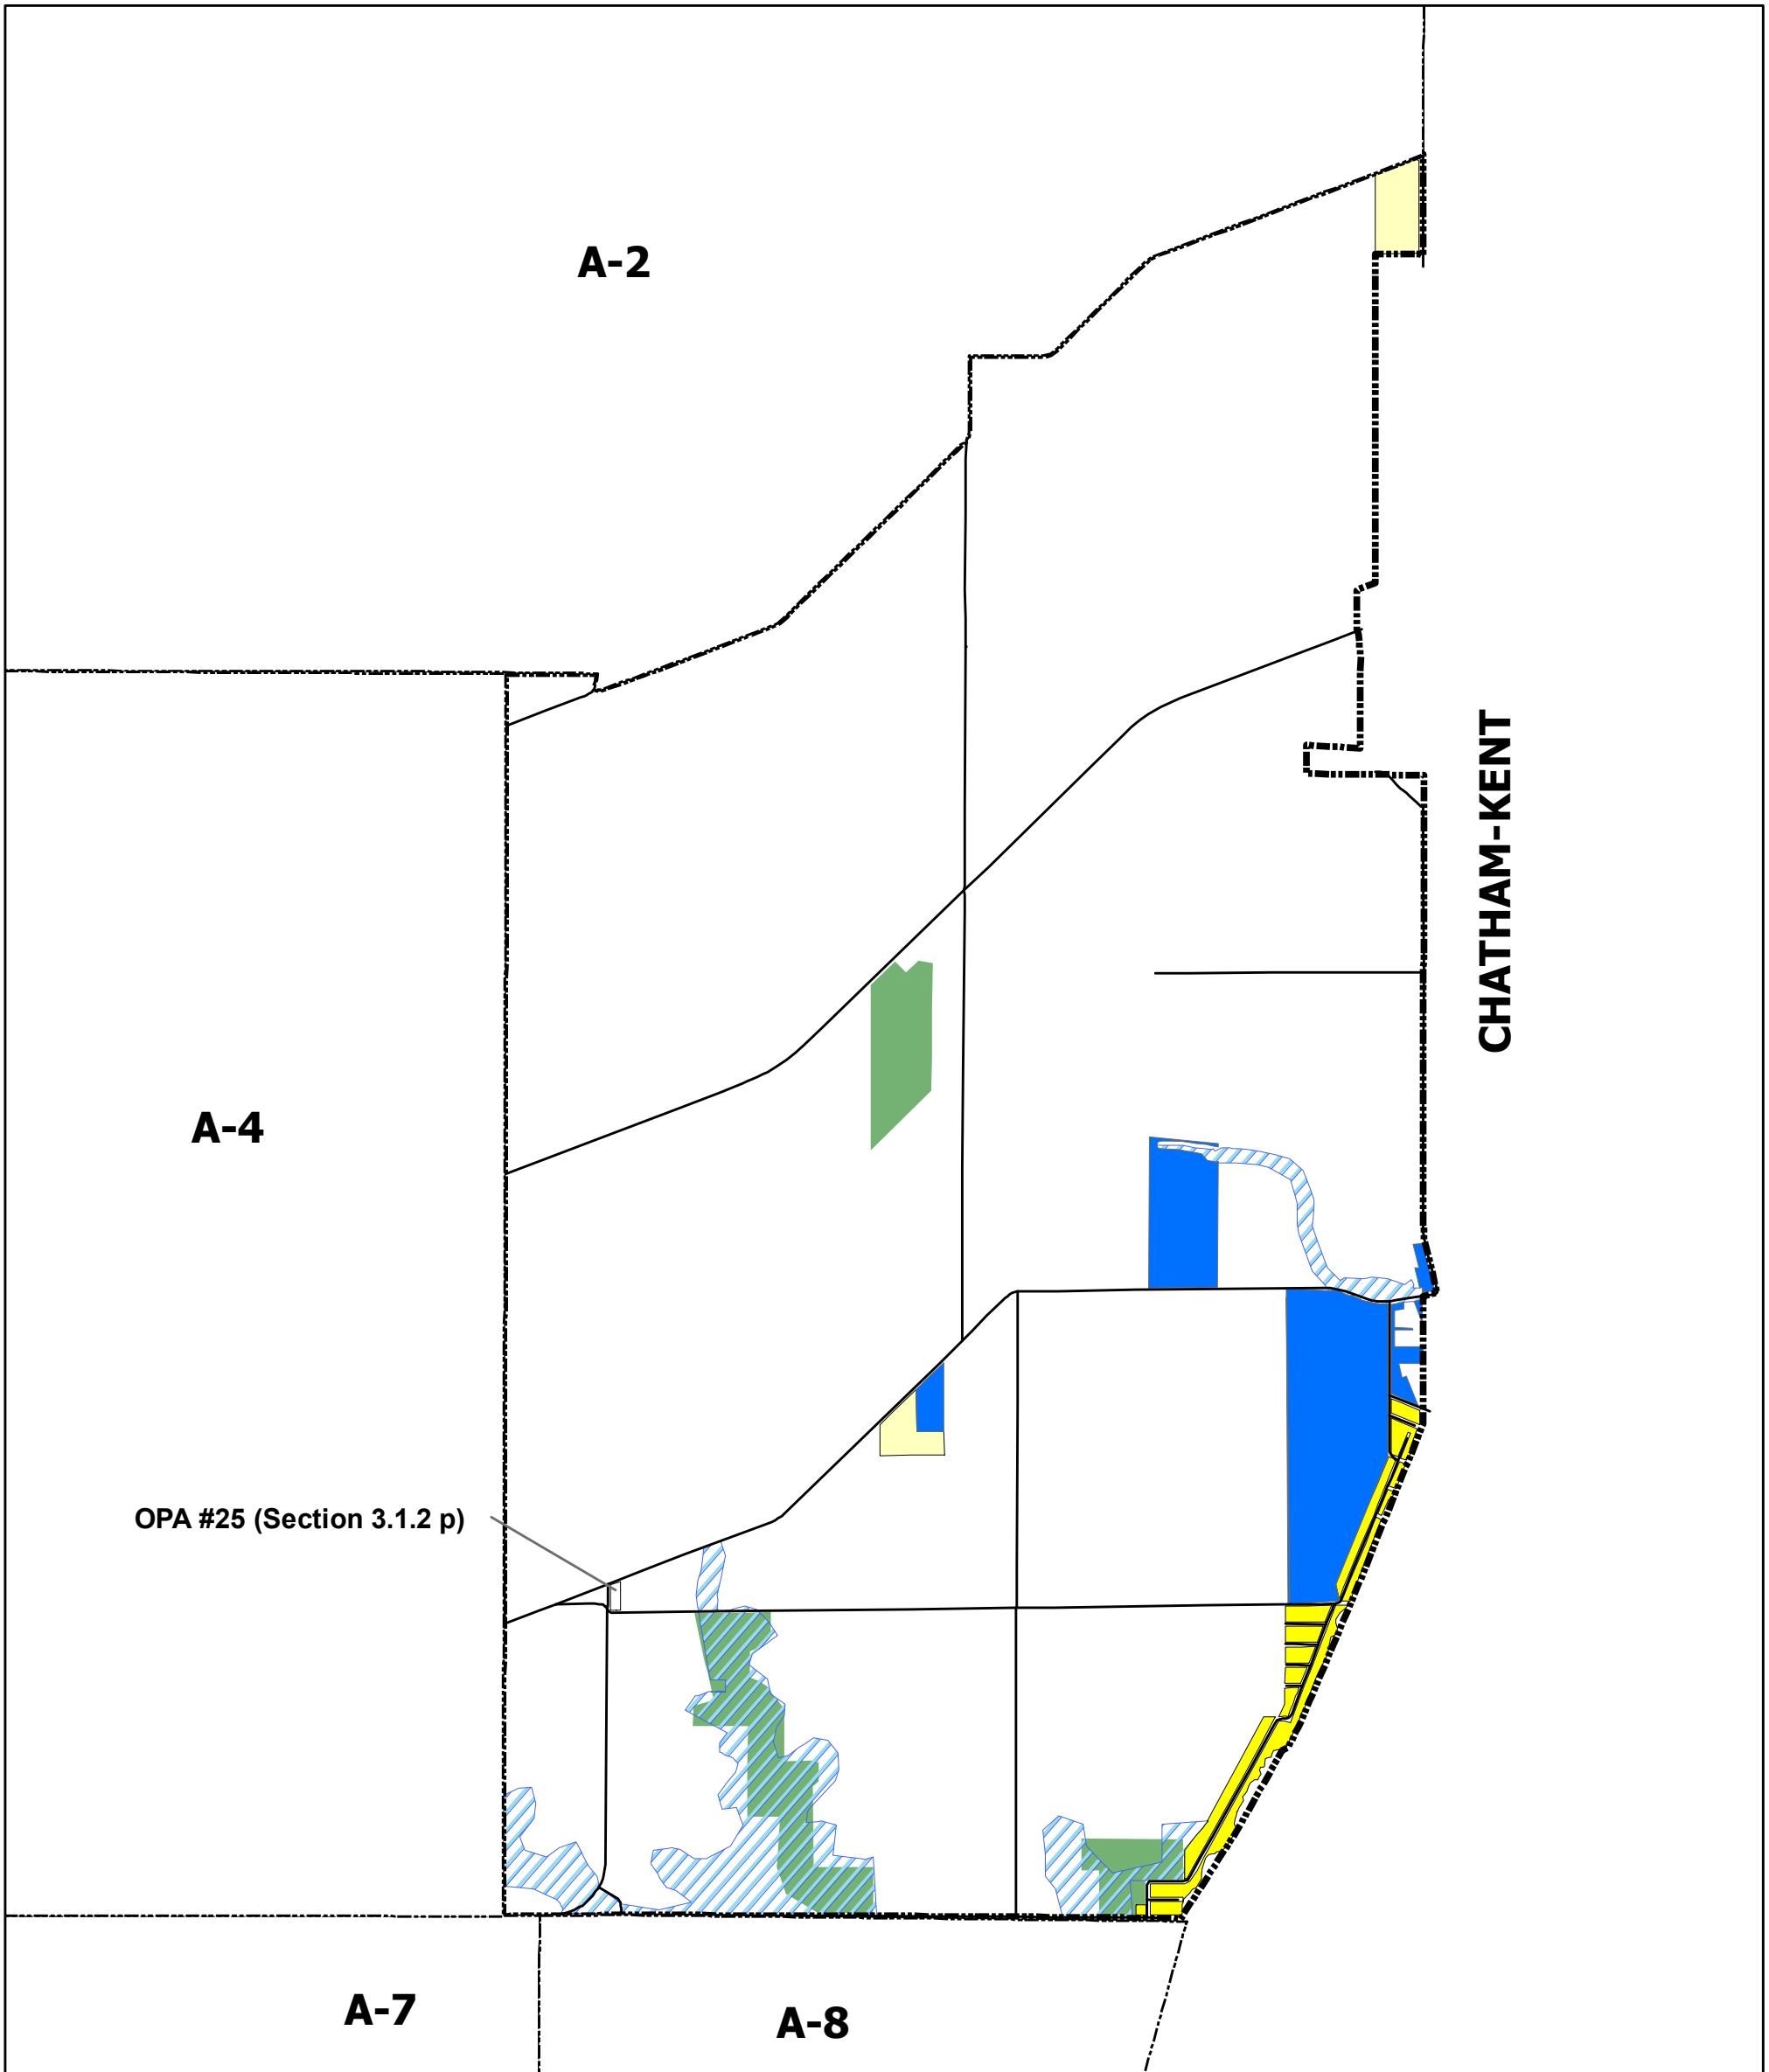 A-2
CHATHAM-KENT
A-4
OPA #25 (Section 3.1.2 p)
A-7
A-8